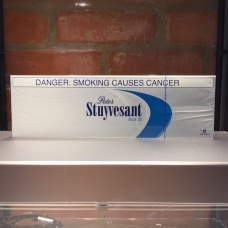 DANGER: SMOKING CAUSES CANCER
Peter
Stuyvesant